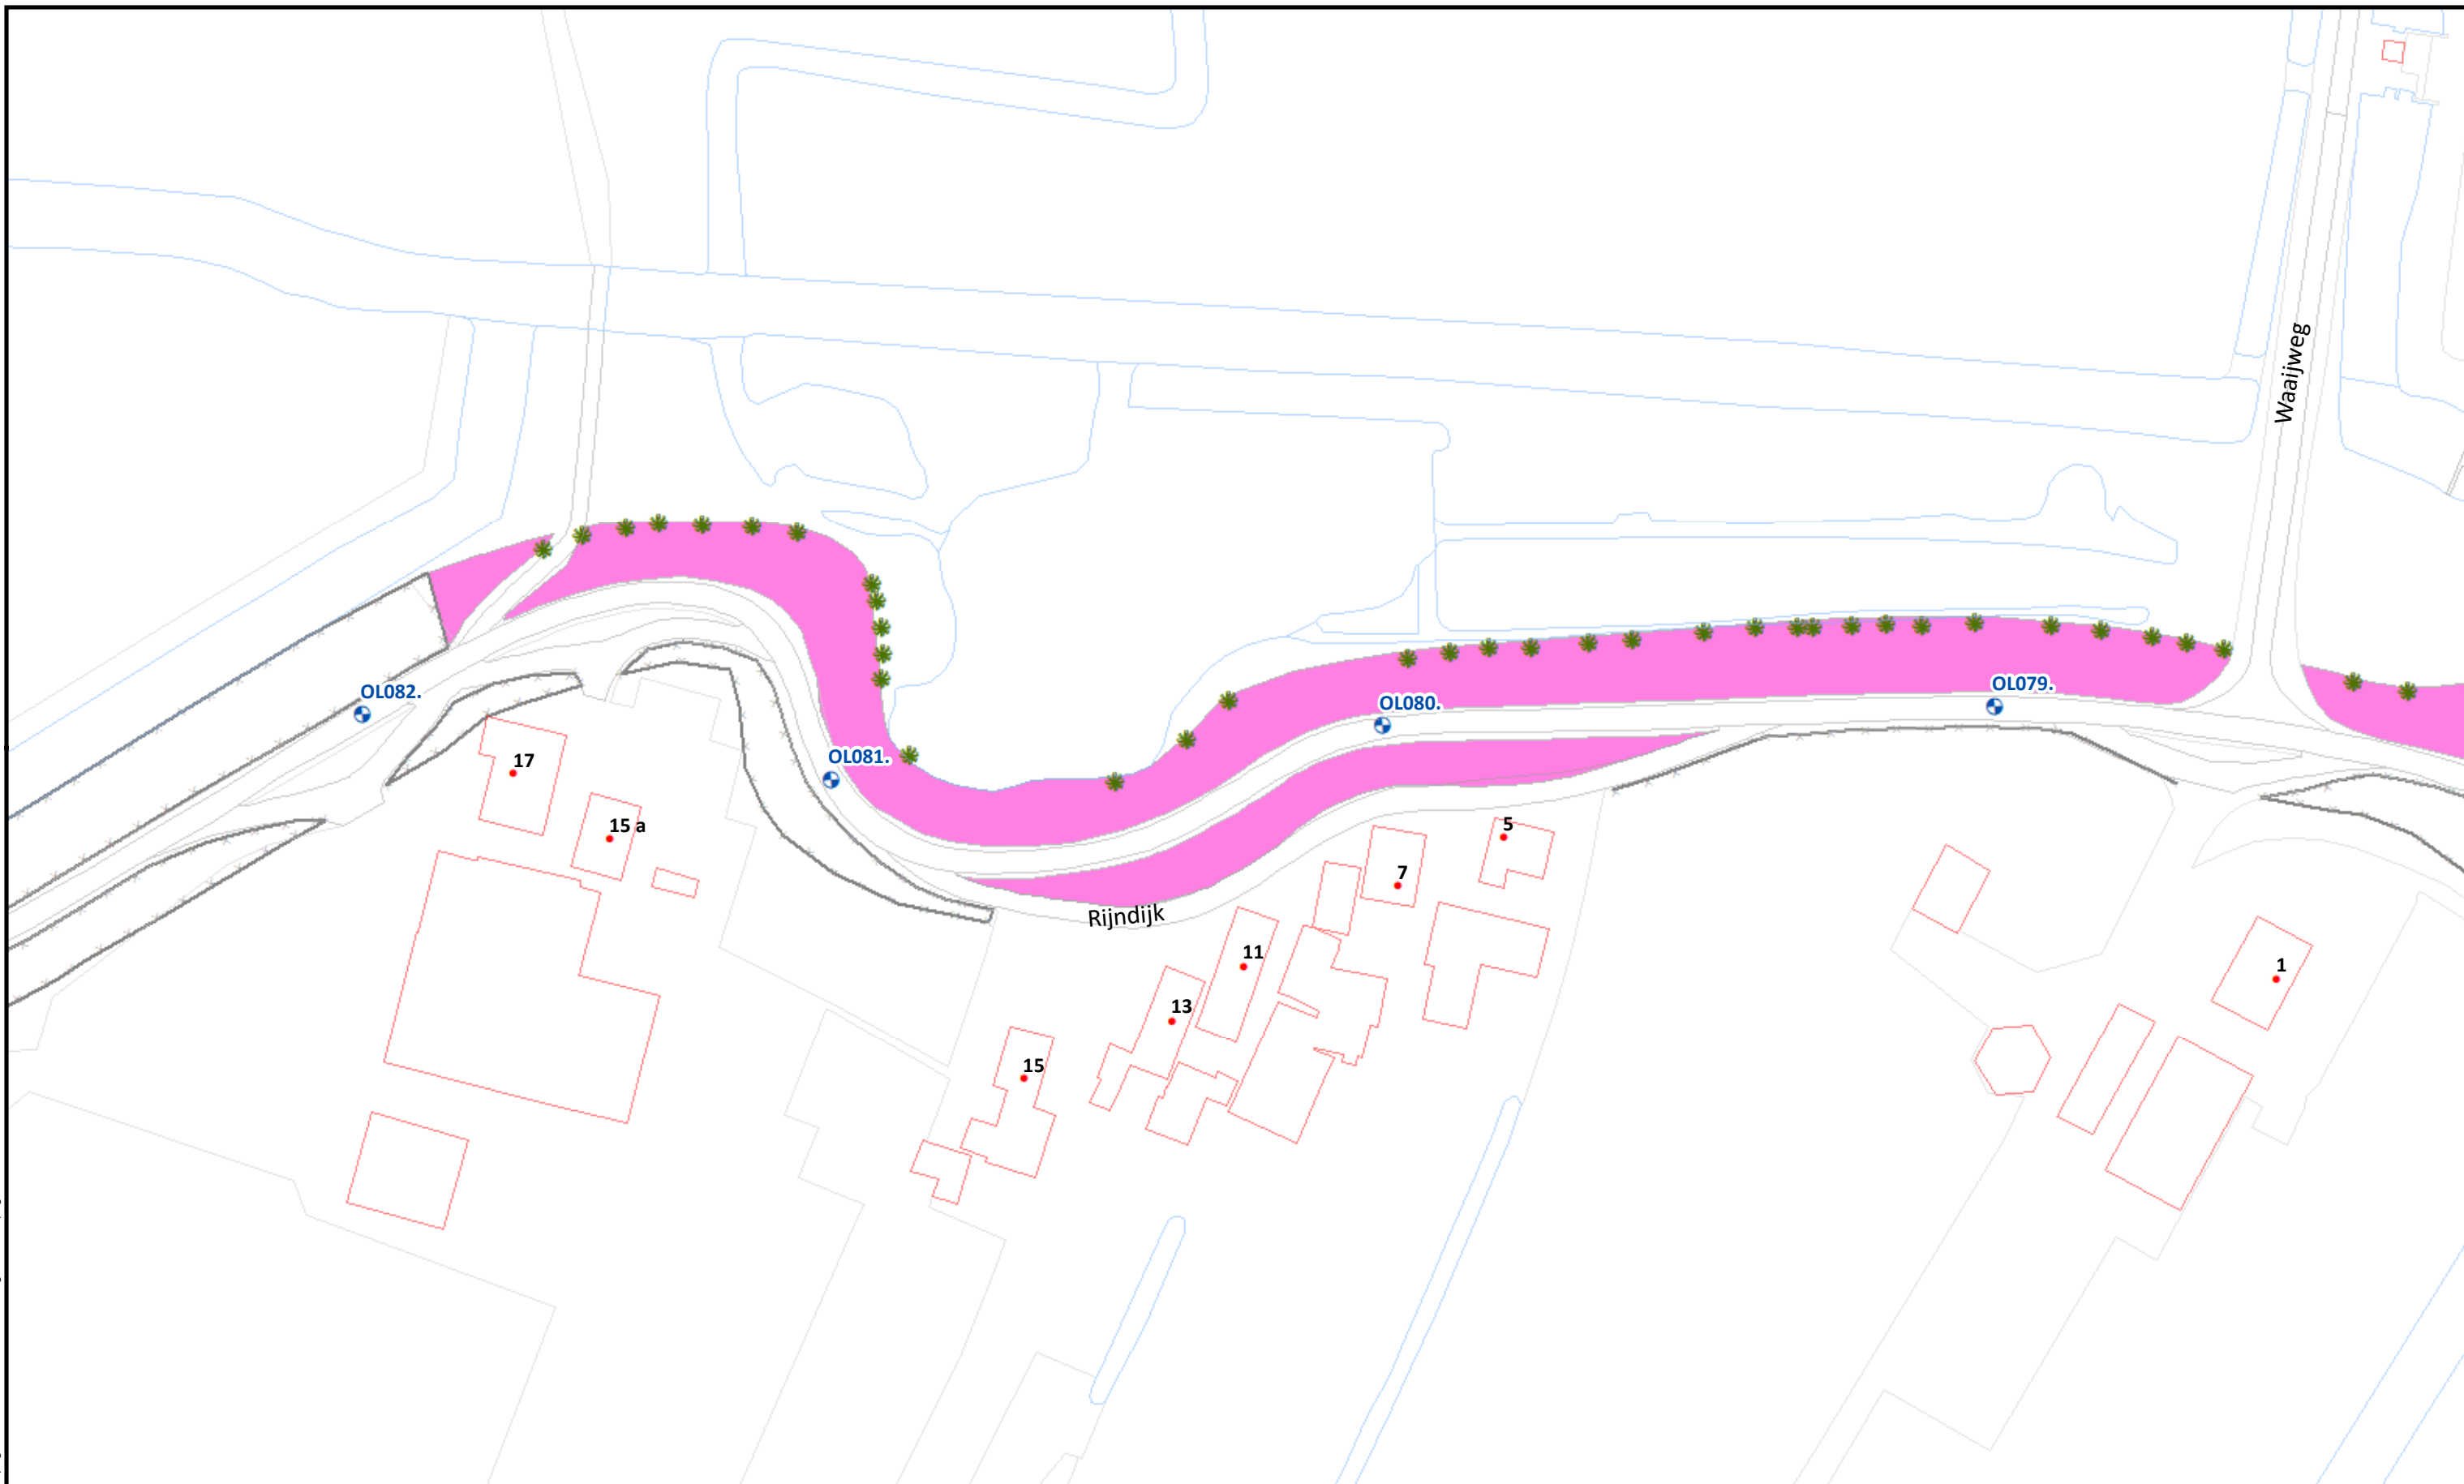 Waaijweg
OL082.
OL079.
OL080.
OL081.
17
15 a
5
7
Rijndijk
11
1
13
15